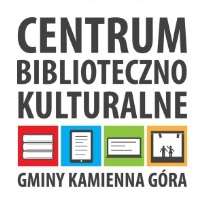 CENTRUM
BIBLIOTECZNO
KULTURALNE
GMINY KAMIENNA GÓRA